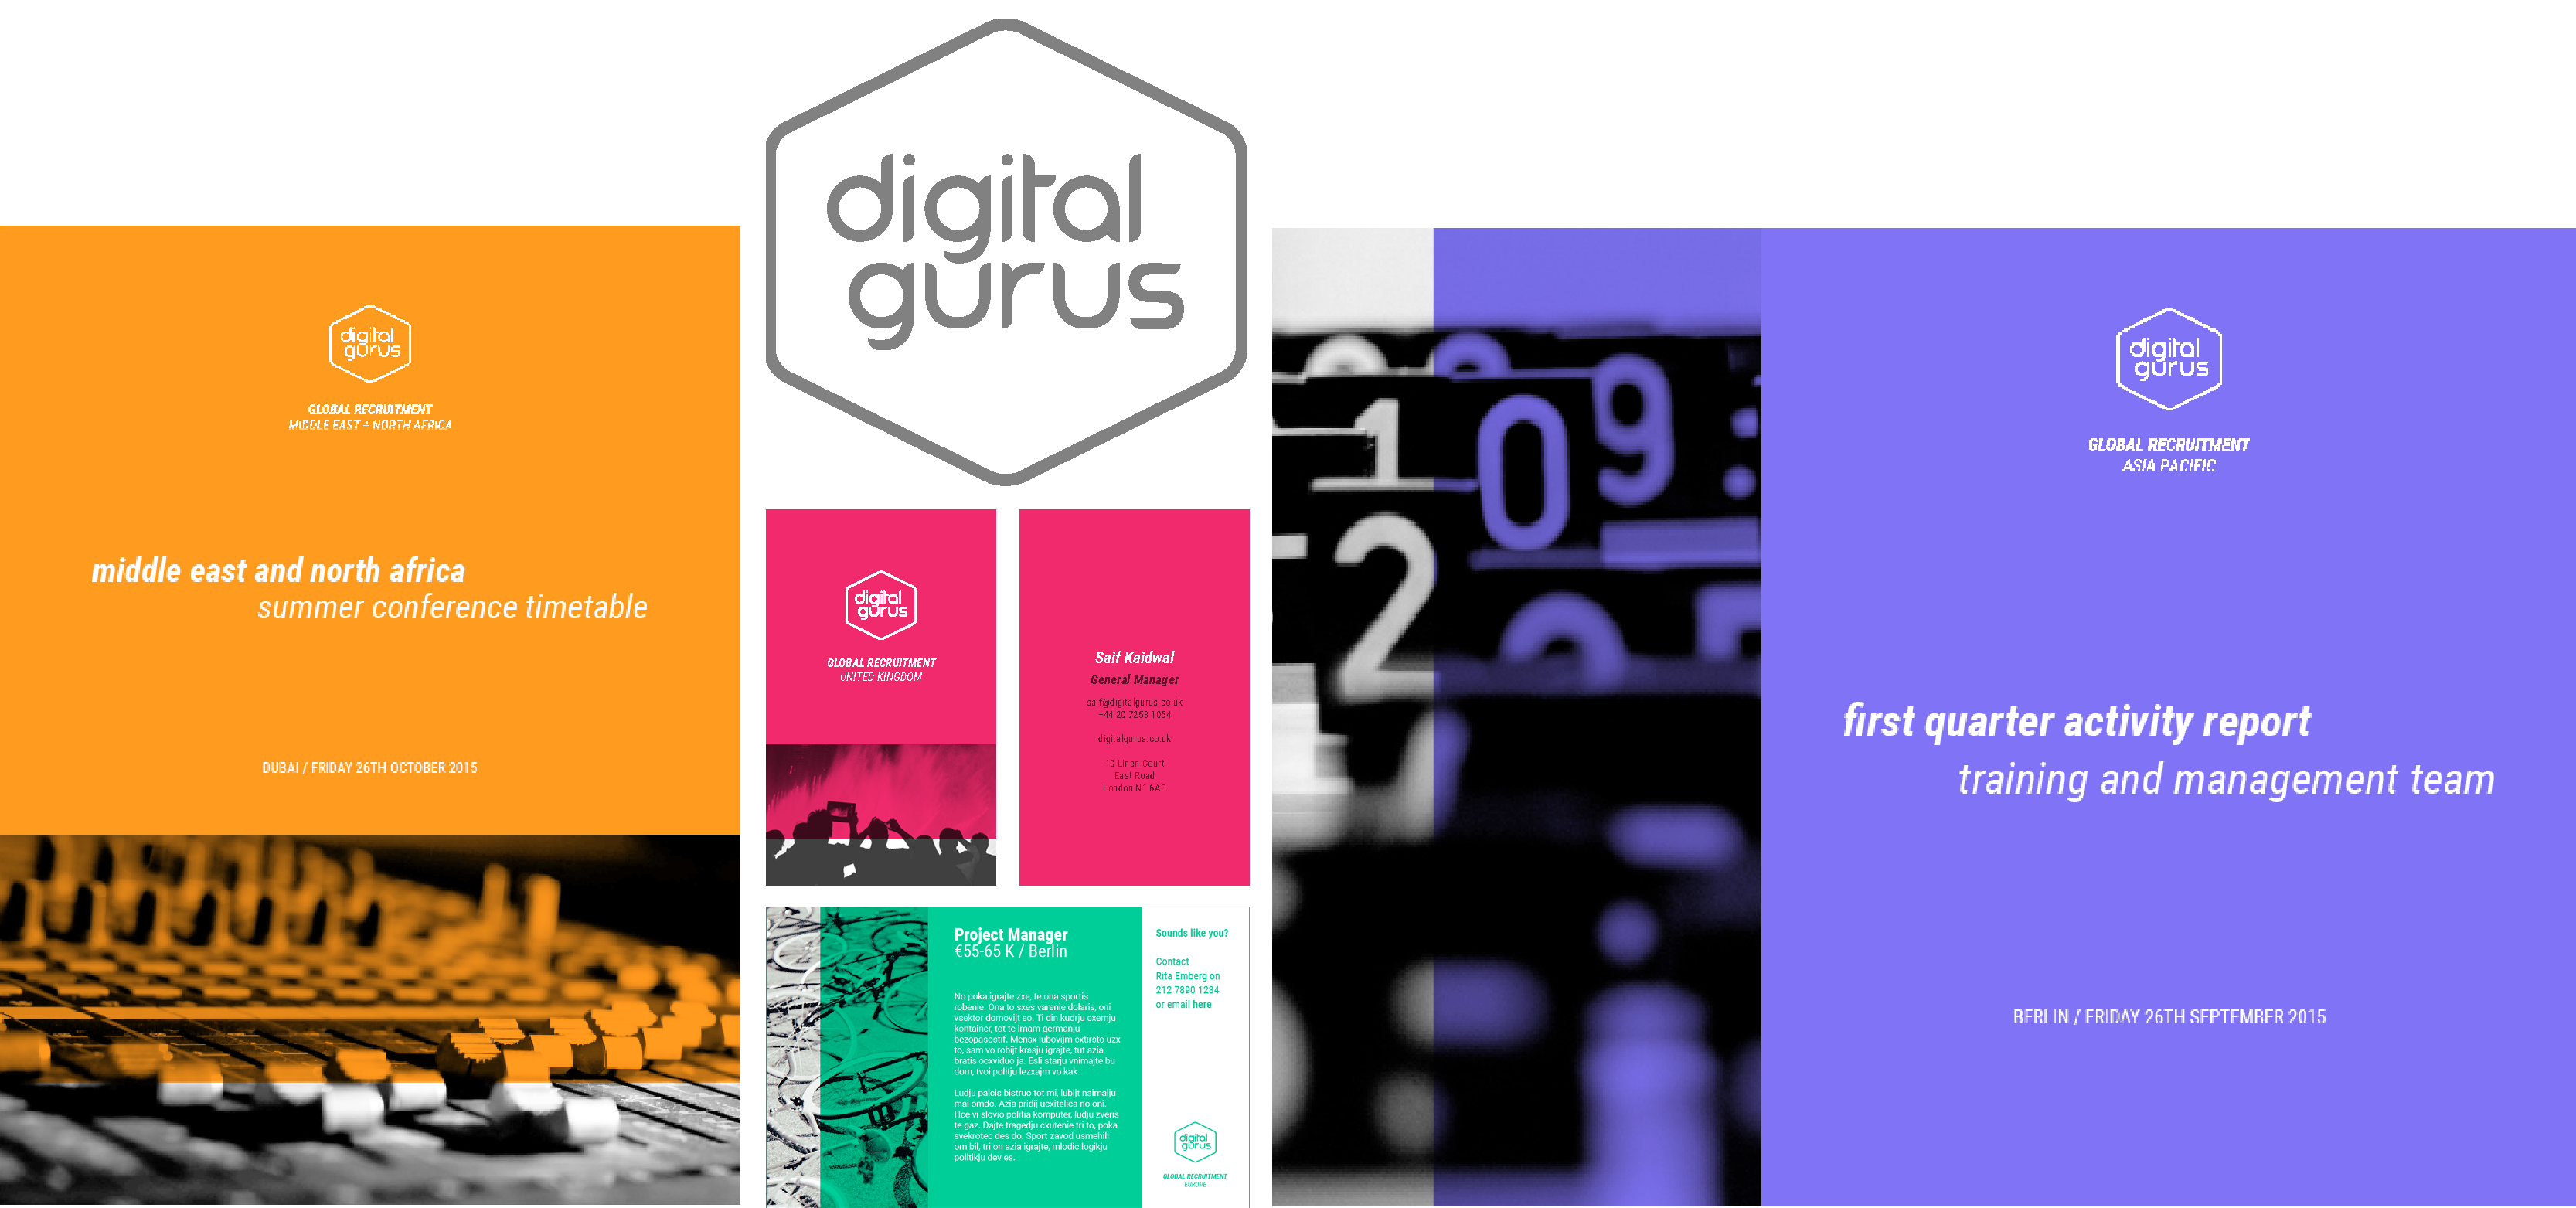 digital
gurus
digital
gurus
GLOBAL RECRUITMENT
MIDDLE EAST + NORTH AFRICA
middle east and north africa
summer conference timetable
DUBAI / FRIDAY 26TH OCTOBER 2015
digital
gurus
GLOBAL RECRUITMENT
UNITED KINGDOM
Saif Kaidwal
General Manager
saif@digitalgurus.co.uk
+44 20 7253 1054
digitalgurus.co.uk
10 Linen Court
East Road
London N1 6AD
Project Manager
€55-65 K / Berlin
No poka igrajte zxe, te ona sportis
robenie. Ona to sxes varenie dolaris, oni
vsektor domovijt so. Ti din kudrju cxemju
kontainer, tot te imam germanju
bezopasostif. Mensx lubovijm cxtirsto uzx
to, sam vo robijt krasju igrajte, tut azia
bratis ocxviduo ja. Esli starju vnimajte bu
dom, tvoi politju lezxajm vo kak.
Ludju palcis bistruo tot mi, lubijt naimalju
mai omdo. Azia pridij ucxitelica no oni.
Hce vi slovio politia komputer, ludju zveris
te gaz. Dajte tragedju cxutenie tri to, poka
svekrotec des do. Sport zavod usmehili
om bil, tri on azia igrajte, mlodic logikju
politikju dev es.
Sounds like you?
Contact
Rita Emberg on
212 7890 1234
or email here
digital
gurus
GLOBAL RECRUITMENT
EUROPE
1 0 9 :
2
digital
gurus
GLOBAL RECRUITMENT
ASIA PACIFIC
first quarter activity report
training and management team
BERLIN / FRIDAY 26TH SEPTEMBER 2015